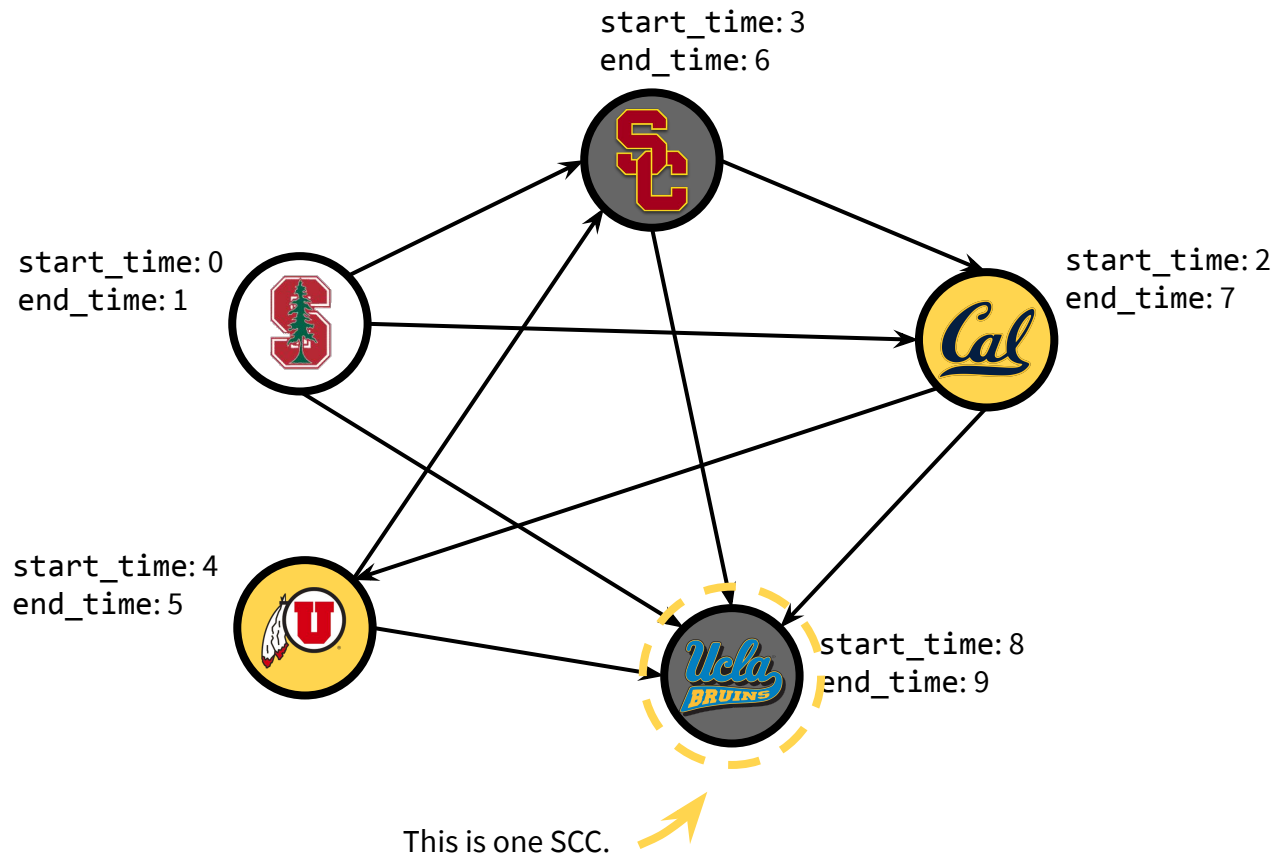 start_time: 3
end_time: 6
SC
start_time: 0
end_time: 1
S
start_time: 2
end_time: 7
Cal
start_time: 4
end_time: 5
U
start_time: 8
end_time: 9
Ucla
BRUINS
This is one SCC.